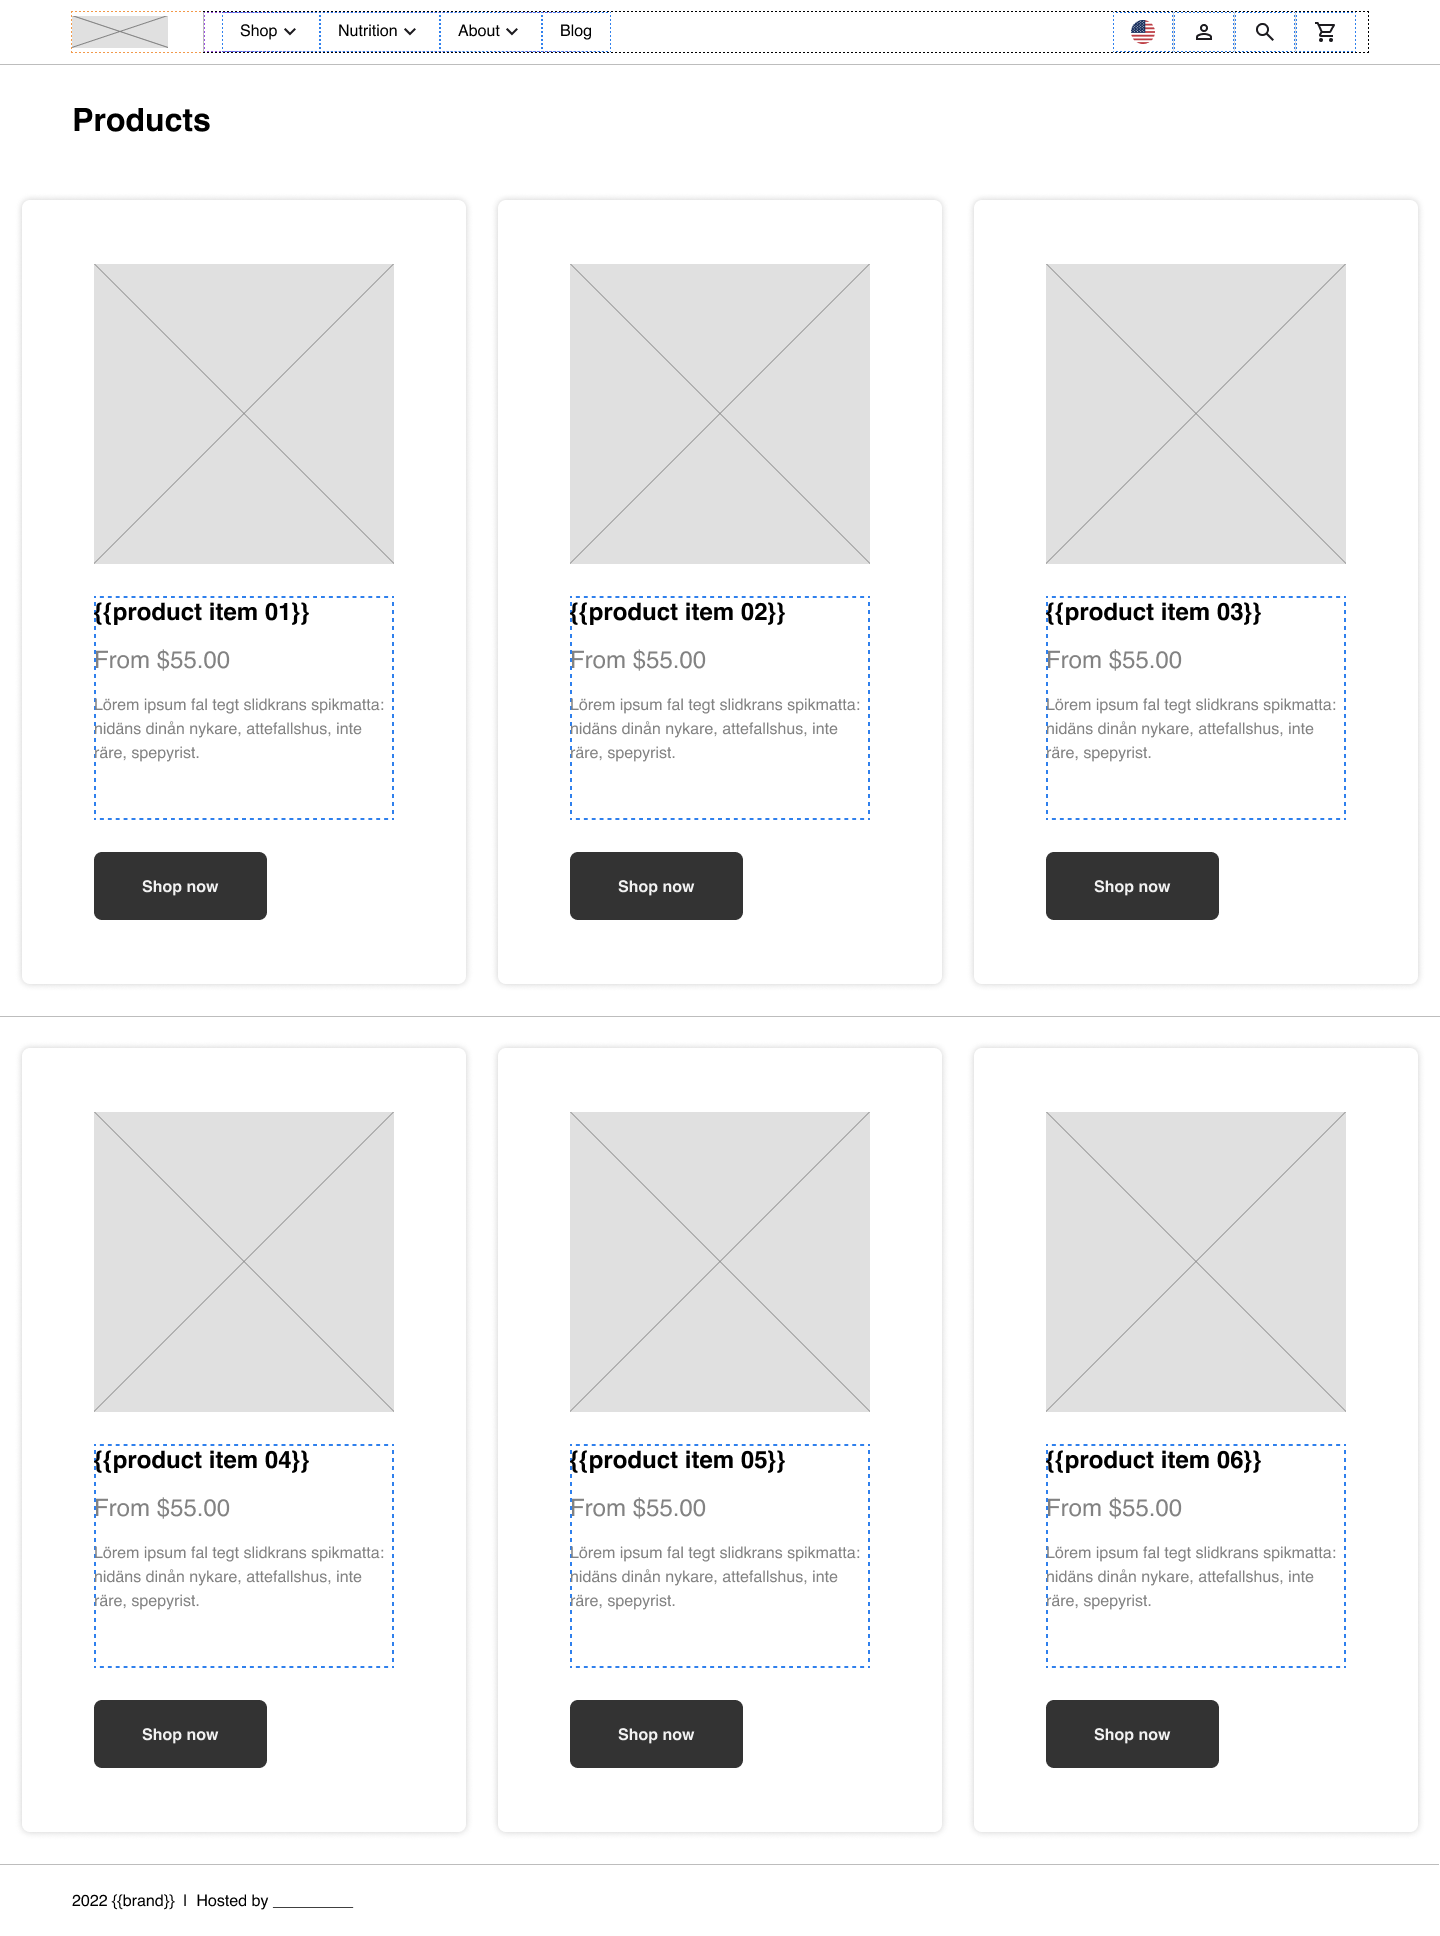 Shop Nutrition About Blog
Products
{{product item 01}}
From $55.00
Lörem ipsum fal tegt slidkrans spikmatta:
hidäns dinån nykare, attefallshus, inte
räre, spepyrist.
Shop now
{{product item 02}}
From $55.00
Lörem ipsum fal tegt slidkrans spikmatta:
hidäns dinån nykare, attefallshus, inte
räre, spepyrist.
Shop now
{{product item 03}}
From $55.00
Lörem ipsum fal tegt slidkrans spikmatta:
hidäns dinån nykare, attefallshus, inte
räre, spepyrist.
Shop now
{{product item 04}}
From $55.00
Lörem ipsum fal tegt slidkrans spikmatta:
hidäns dinån nykare, attefallshus, inte
räre, spepyrist.
Shop now
{{product item 05}}
From $55.00
Lörem ipsum fal tegt slidkrans spikmatta:
hidäns dinån nykare, attefallshus, inte
räre, spepyrist.
Shop now
{{product item 06}}
From $55.00
Lörem ipsum fal tegt slidkrans spikmatta:
hidäns dinån nykare, attefallshus, inte
räre, spepyrist.
Shop now
2022 {{brand}} | Hosted by _________